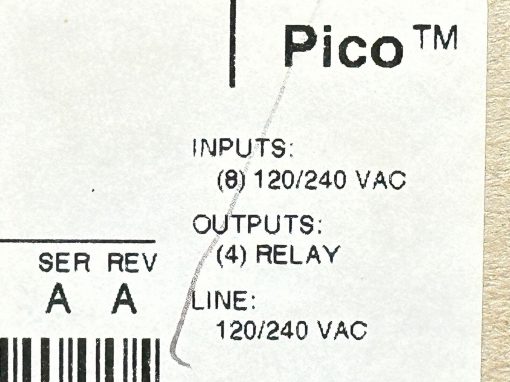 Pico™
INPUTS:
(8) 120/240 VAC
OUTPUTS:
(4) RELAY
SER REV
A A
LINE:
120/240 VAC